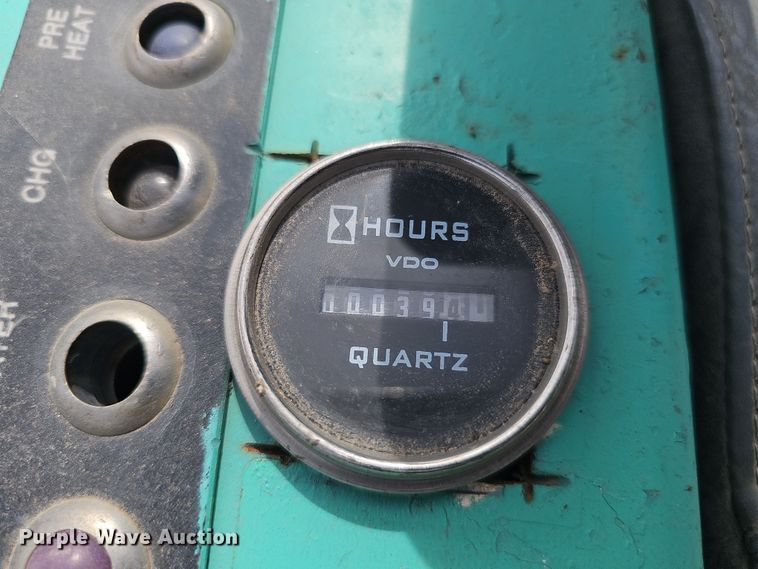 PRE
HEAT
CHG
HOURS
VDO
QUARTZ
Purple Wave Auction